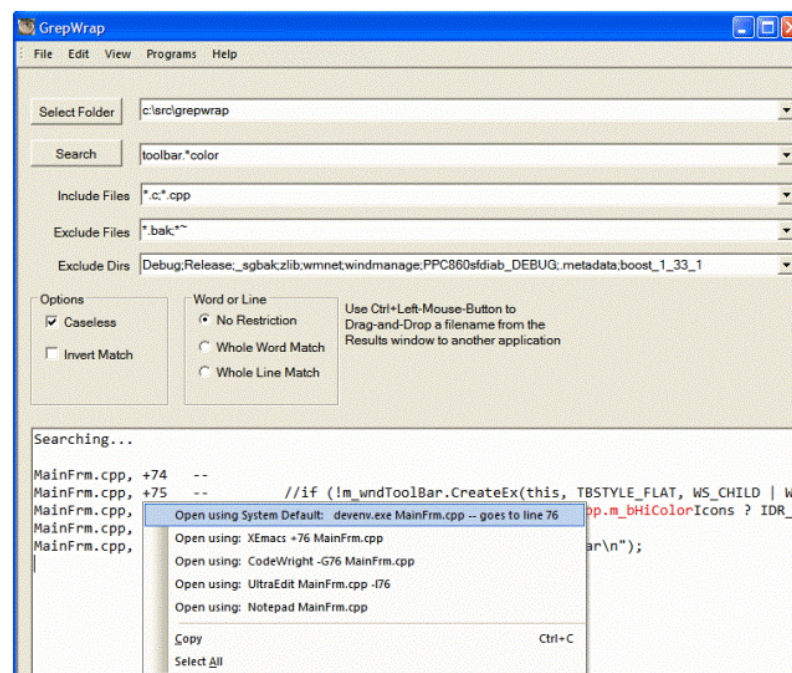 GrepWrap
File Edit View Programs Help
Select Folder c:\src\grepwrap
Search toolbar.*color
Include Files *.c;*.cpp
Exclude Files *.bak;*~
Exclude Dirs Debug;Release;_sgbak;zlib;wmnet;windmanage;PPC860sfdiab_DEBUG;.metadata;boost_1_33_1
Options
Caseless
Invert Match
Word or Line
No Restriction
Whole Word Match
Whole Line Match
Use Ctrl+Left-Mouse-Button to
Drag-and-Drop a filename from the
Results window to another application
Searching...
MainFrm.cpp, +74 --
MainFrm.cpp, +75 -- //if (!m_wndToolBar.CreateEx(this, TBSTYLE_FLAT, WS_CHILD | W
MainFrm.cpp, pp.m_bHiColorIcons ? IDR_
MainFrm.cpp,
MainFrm.cpp, ar\n");
Open using System Default: devenv.exe MainFrm.cpp -- goes to line 76
Open using: XEmacs +76 MainFrm.cpp
Open using: CodeWright -G76 MainFrm.cpp
Open using: UltraEdit MainFrm.cpp -l76
Open using: Notepad MainFrm.cpp
Copy Ctrl+C
Select All